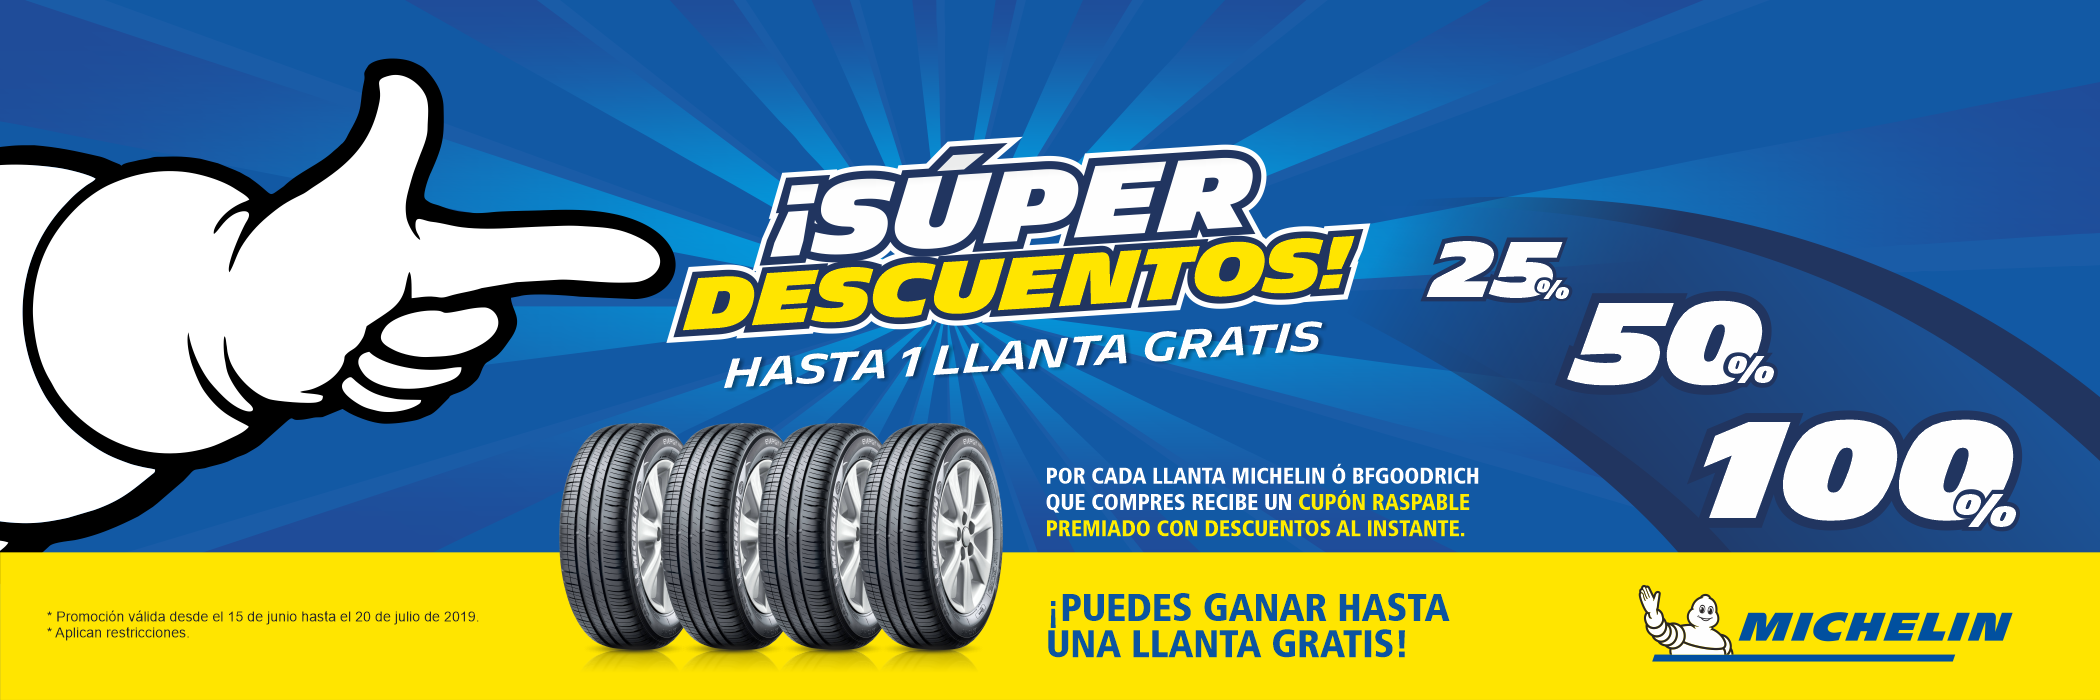 ¡SÚPER
DESCUENTOS!
HASTA 1 LLANTA GRATIS
25%
50%
100%
POR CADA LLANTA MICHELIN Ó BFGOODRICH
QUE COMPRES RECIBE UN CUPÓN RASPABLE
PREMIADO CON DESCUENTOS AL INSTANTE.
¡PUEDES GANAR HASTA
UNA LLANTA GRATIS!
* Promoción válida desde el 15 de junio hasta el 20 de julio de 2019.
* Aplican restricciones.
MICHELIN